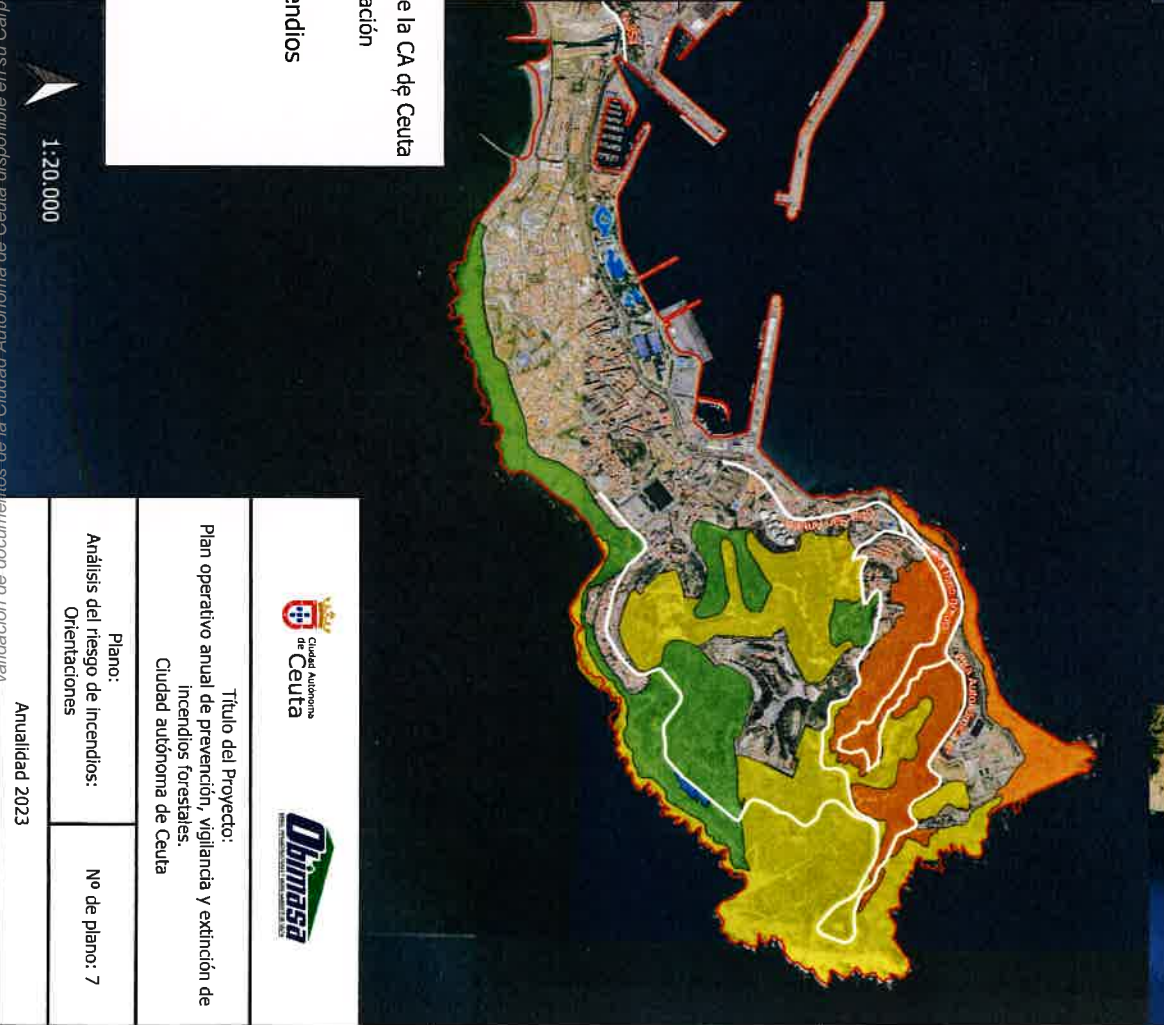 e la CA de Ceuta
ación
endios
1:20.000
Ciudad Autónoma
de Ceuta
Obimasa
Título del Proyecto:
Plan operativo anual de prevención, vigilancia y extinción de
incendios forestales.
Ciudad autónoma de Ceuta
Plano:
Análisis del riesgo de incendios:
Orientaciones
Nº de plano: 7
Anualidad 2023